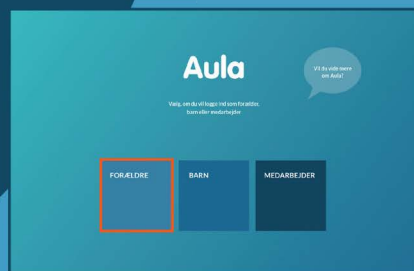 Aula
Vil du vide mere
om Aula?
Vælg, om du vil logge ind som forælder,
barn eller medarbejder
FORÆLDRE
BARN
MEDARBEJDER